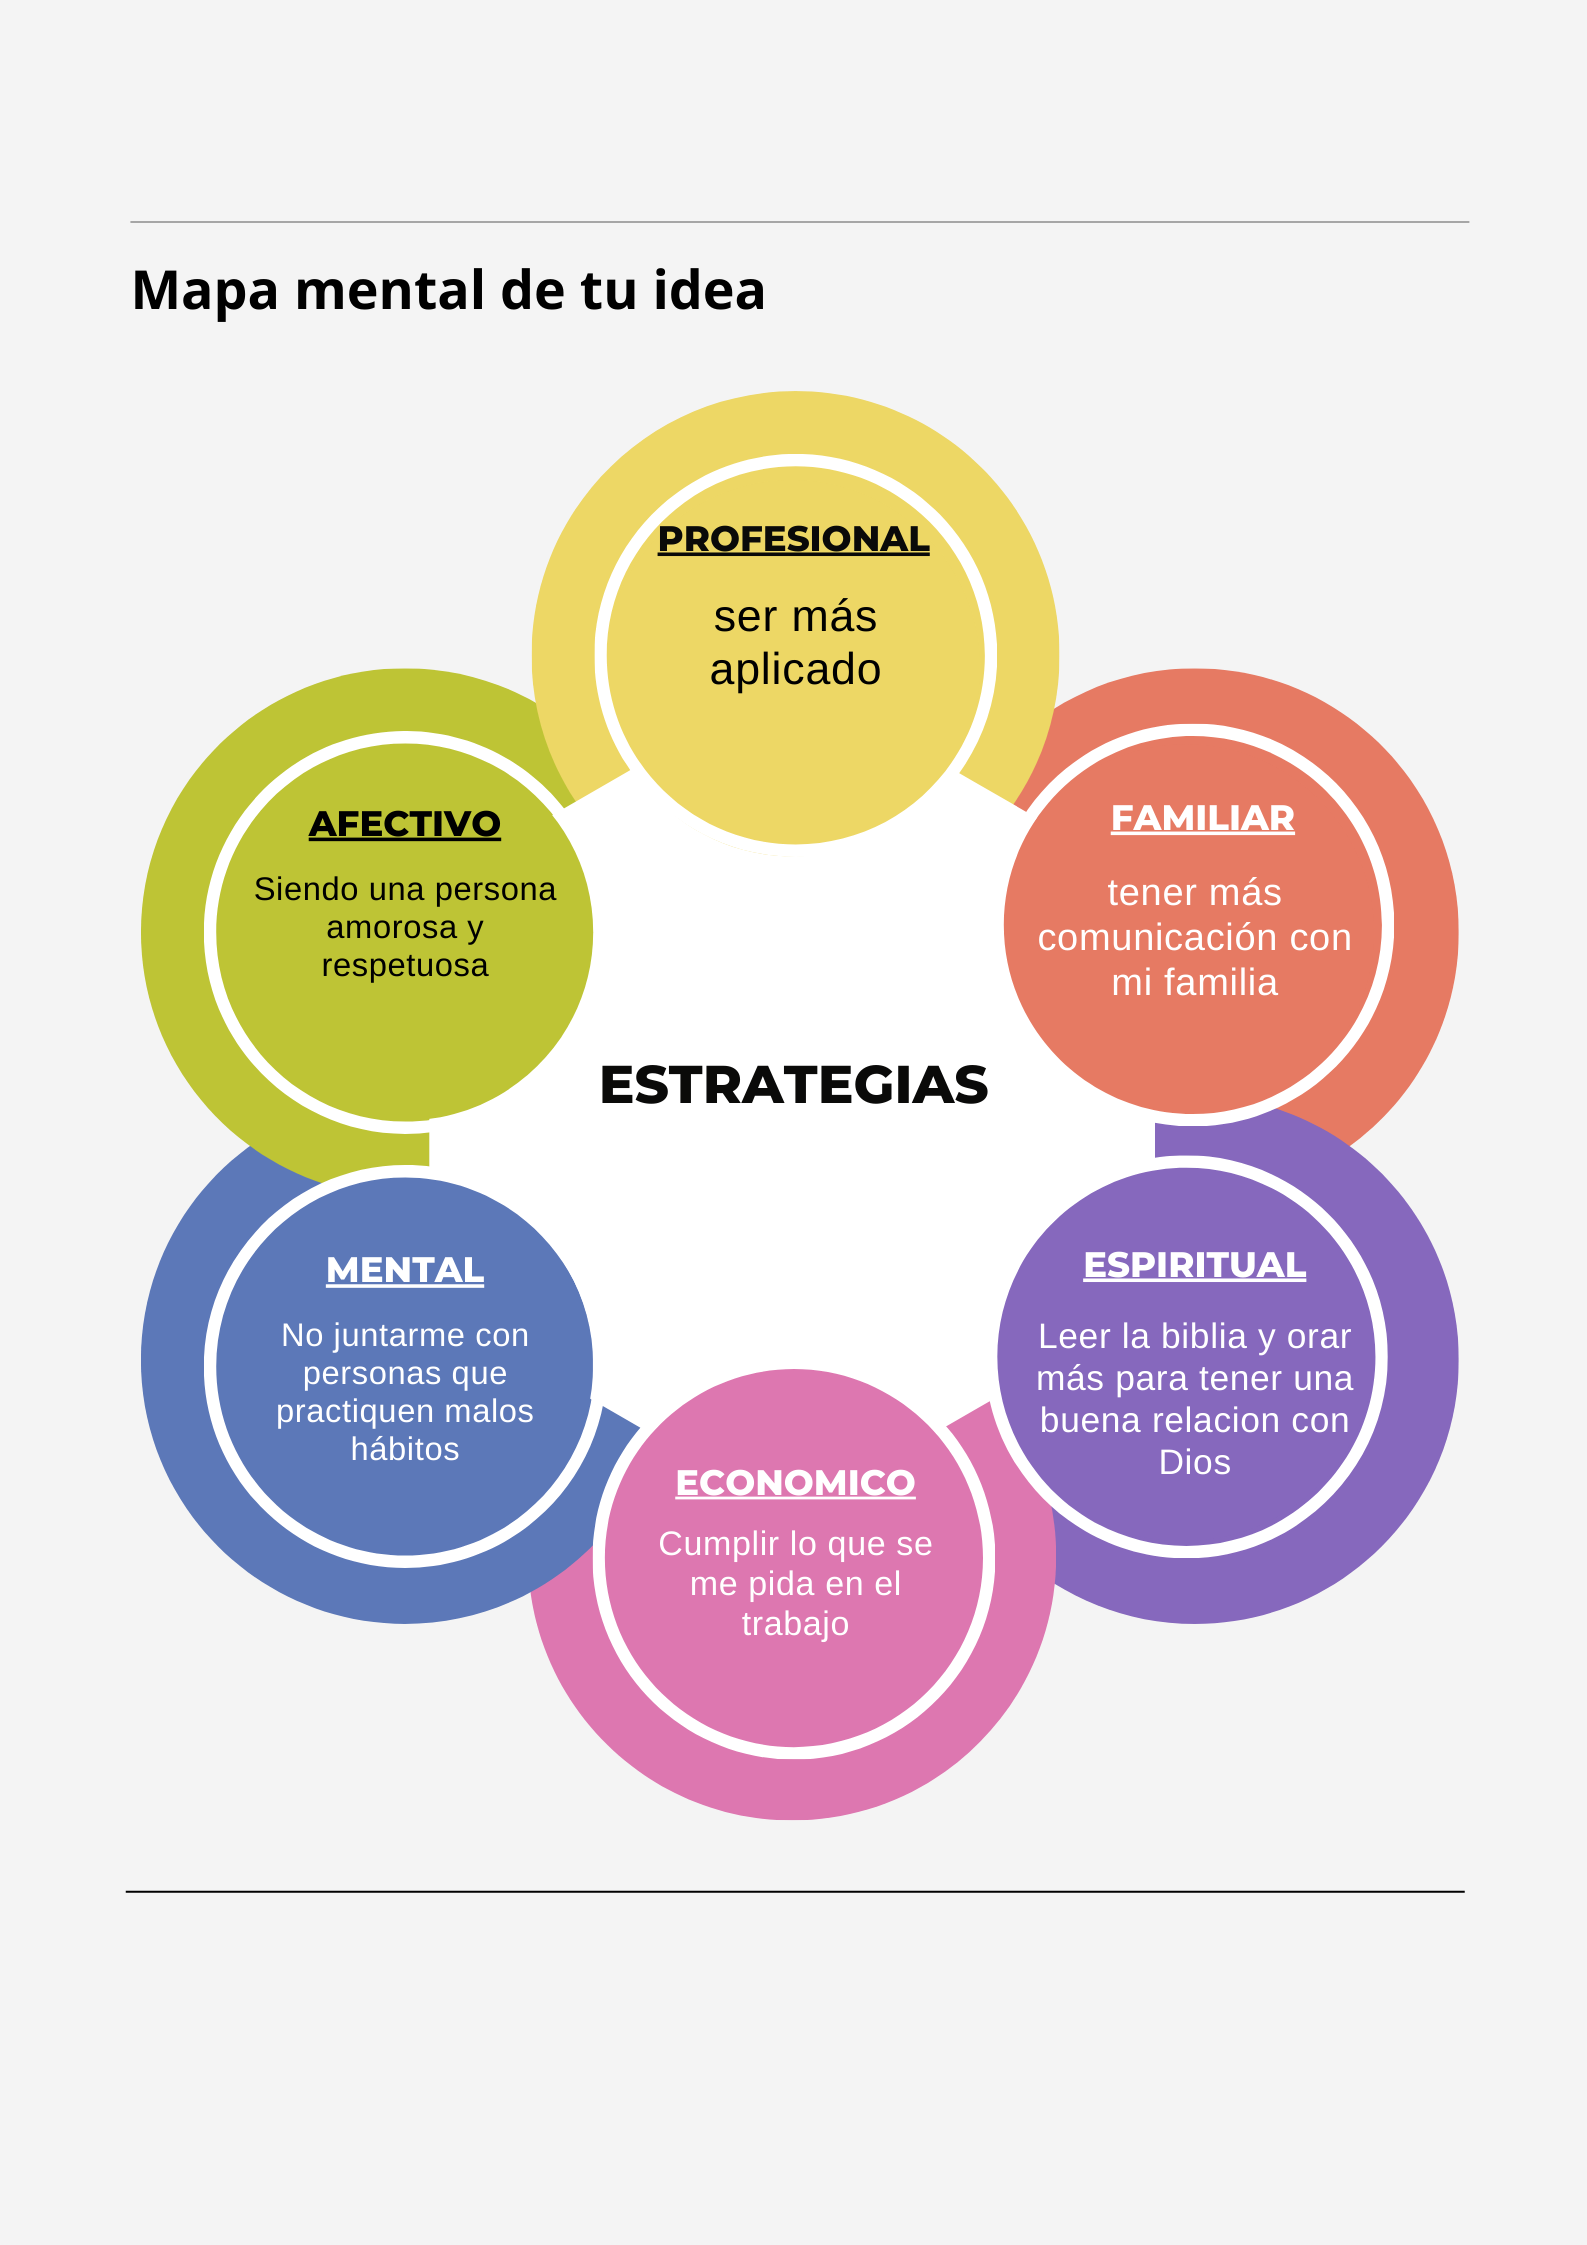 Mapa mental de tu idea
PROFESIONAL
ser más
aplicado
AFECTIVO
Siendo una persona
amorosa y
respetuosa
FAMILIAR
tener más
comunicación con
mi familia
ESTRATEGIAS
MENTAL
No juntarme con
personas que
practiquen malos
hábitos
ESPIRITUAL
Leer la biblia y orar
más para tener una
buena relacion con
Dios
ECONOMICO
Cumplir lo que se
me pida en el
trabajo